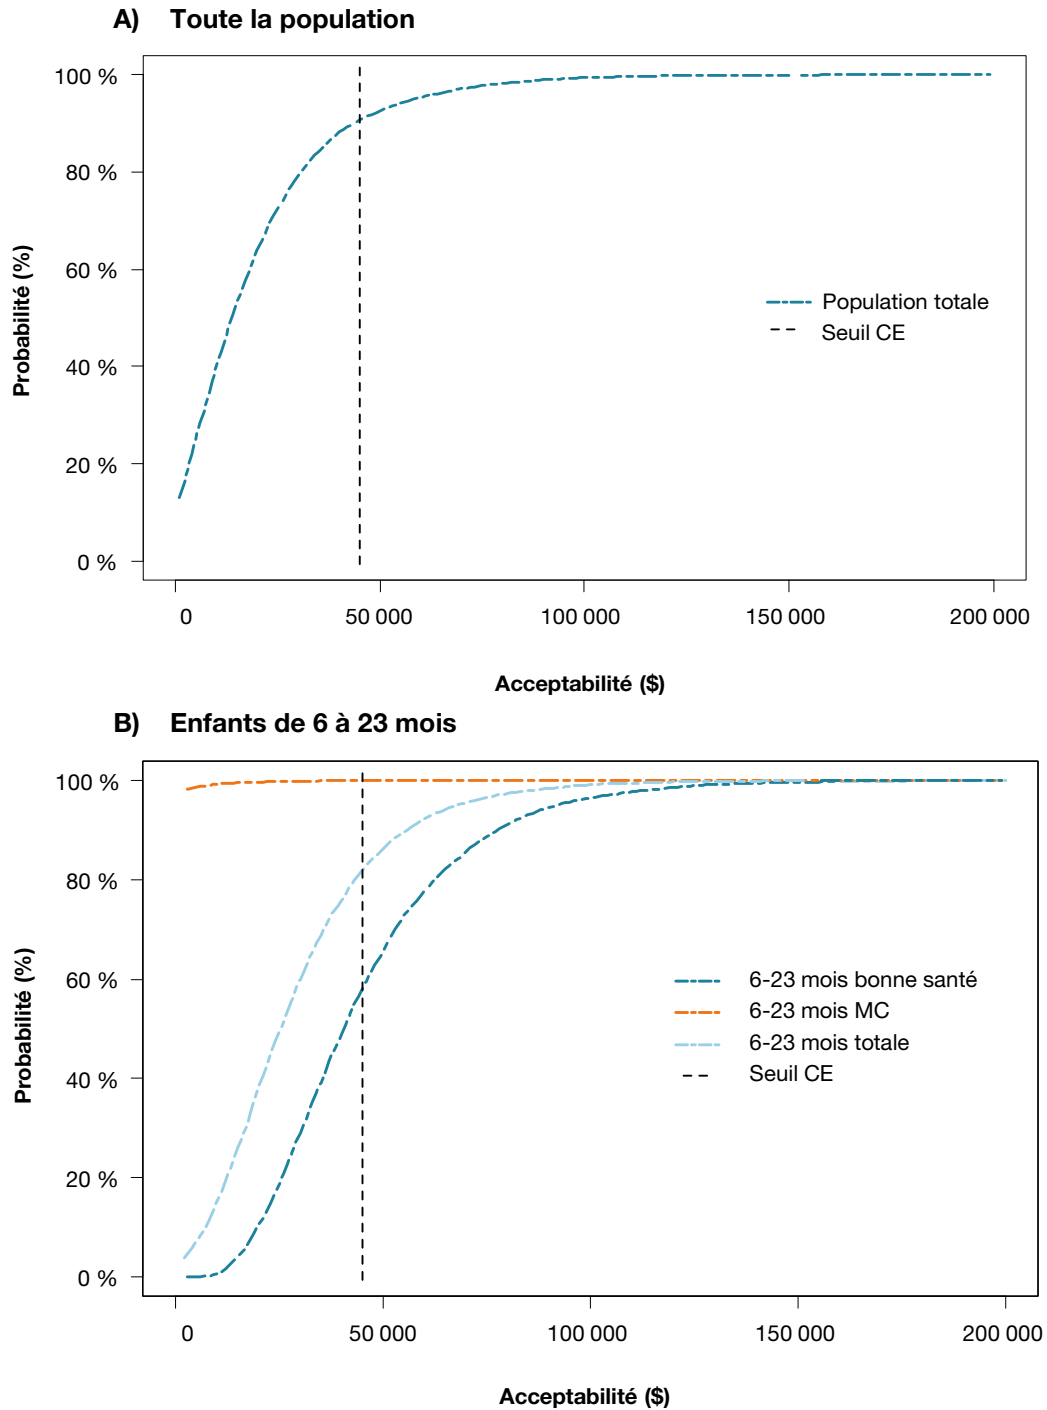 A) Toute la population
100 %
80 %
60 %
40 %
20 %
0 %
Probabilité (%)
Population totale
Seuil CE
0 50 000 100 000 150 000 200 000
Acceptabilité ($)
B) Enfants de 6 à 23 mois
100 %
80 %
60 %
40 %
20 %
0 %
Probabilité (%)
6-23 mois bonne santé
6-23 mois MC
6-23 mois totale
Seuil CE
0 50 000 100 000 150 000 200 000
Acceptabilité ($)